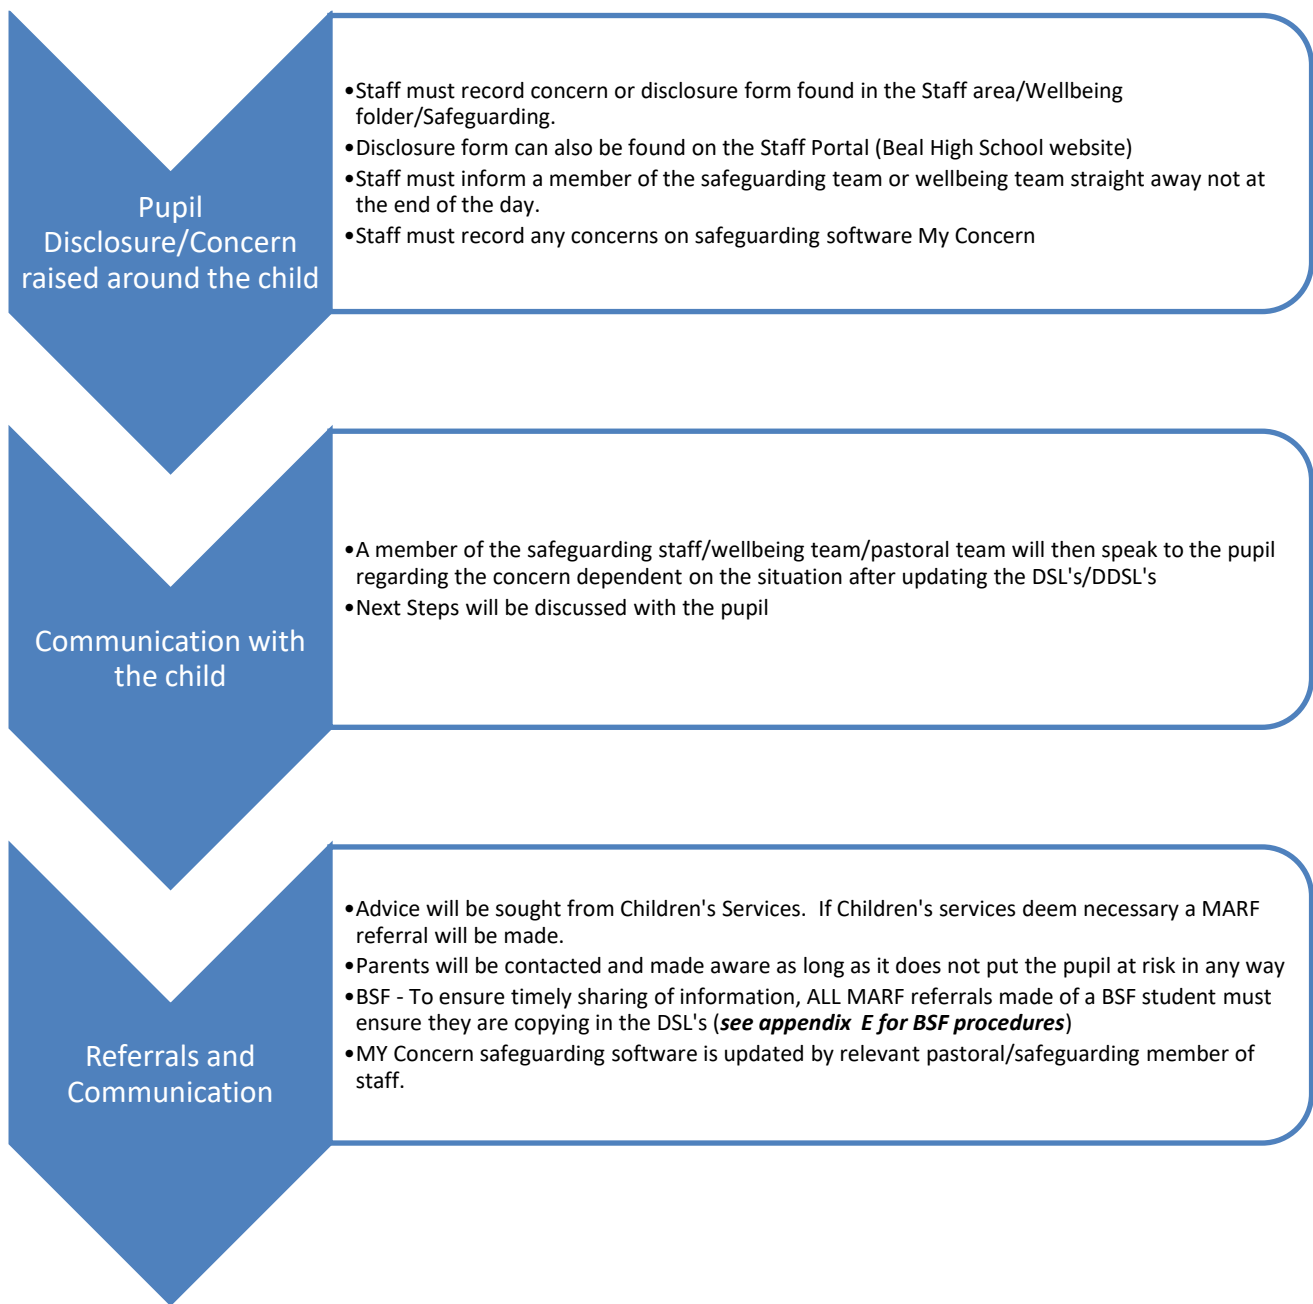 Pupil
Disclosure/Concern
raised around the child
•Staff must record concern or disclosure form found in the Staff area/Wellbeing
folder/Safeguarding.
•Disclosure form can also be found on the Staff Portal (Beal High School website)
•Staff must inform a member of the safeguarding team or wellbeing team straight away not at
the end of the day.
•Staff must record any concerns on safeguarding software My Concern
Communication with
the child
•A member of the safeguarding staff/wellbeing team/pastoral team will then speak to the pupil
regarding the concern dependent on the situation after updating the DSL's/DDSL's
•Next Steps will be discussed with the pupil
Referrals and
Communication
•Advice will be sought from Children's Services.  If Children's services deem necessary a MARF
referral will be made.
•Parents will be contacted and made aware as long as it does not put the pupil at risk in any way
•BSF - To ensure timely sharing of information, ALL MARF referrals made of a BSF student must
ensure they are copying in the DSL's (see appendix  E for BSF procedures)
•MY Concern safeguarding software is updated by relevant pastoral/safeguarding member of
staff.